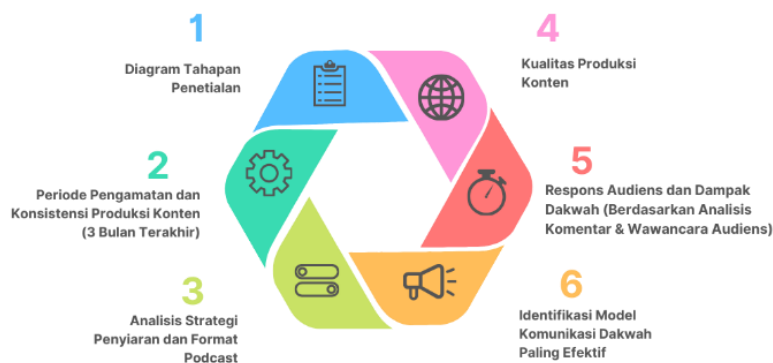 1
Diagram Tahapan
Penetialan
2
Periode Pengamatan dan
Konsistensi Produksi Konten
(3 Bulan Terakhir)
3
Analisis Strategi
Penyiaran dan Format
Podcast
4
Kualitas Produksi
Konten
5
Respons Audiens dan Dampak
Dakwah (Berdasarkan Analisis
Komentar & Wawancara Audiens)
6
Identifikasi Model
Komunikasi Dakwah
Paling Efektif